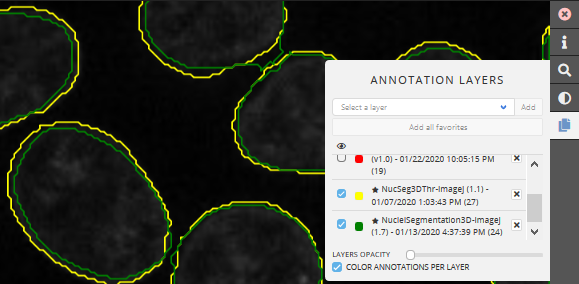 ANNOTATION LAYERS
Select a layer
Add
Add all favorites
(v1.0) - 01/22/2020 10:05:15 PM
(19)
★ NucSeg3DThr-ImageJ (1.1) -
01/07/2020 1:03:43 PM (27)
★ NucleiSegmentation3D-ImageJ
(1.7) - 01/13/2020 4:37:39 PM (24)
LAYERS OPACITY
COLOR ANNOTATIONS PER LAYER